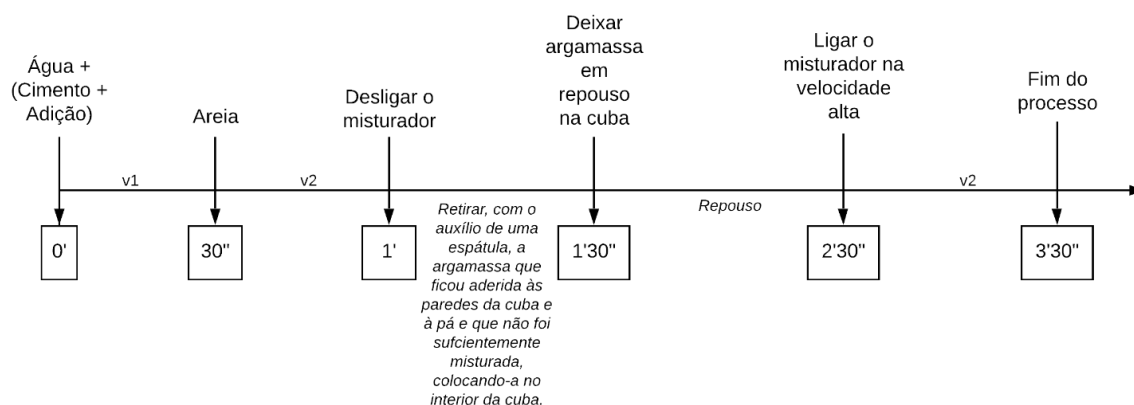 Água +
(Cimento +
Adição)
Areia
Desligar o
misturador
Deixar
argamassa
em
repouso
na cuba
Ligar o
misturador na
velocidade
alta
Fim do
processo
v1
v2
Repouso
v2
Retirar, com o
auxílio de uma
espátula, a
argamassa que
ficou aderida às
paredes da cuba e
à pá e que não foi
sufcientemente
misturada,
colocando-a no
interior da cuba.
0'
30"
1'
1'30"
2'30"
3'30"